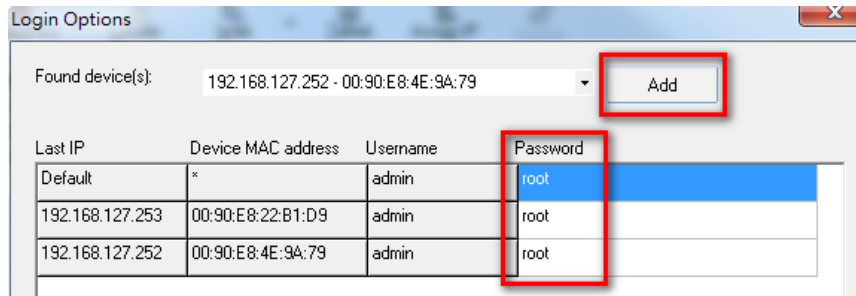 Login Options
Found device(s): 192.168.127.252 - 00:90:E8:4E:9A:79 Add
Last IP Device MAC address Username Password
Default * admin root
192.168.127.253 00:90:E8:22:B1:D9 admin root
192.168.127.252 00:90:E8:4E:9A:79 admin root